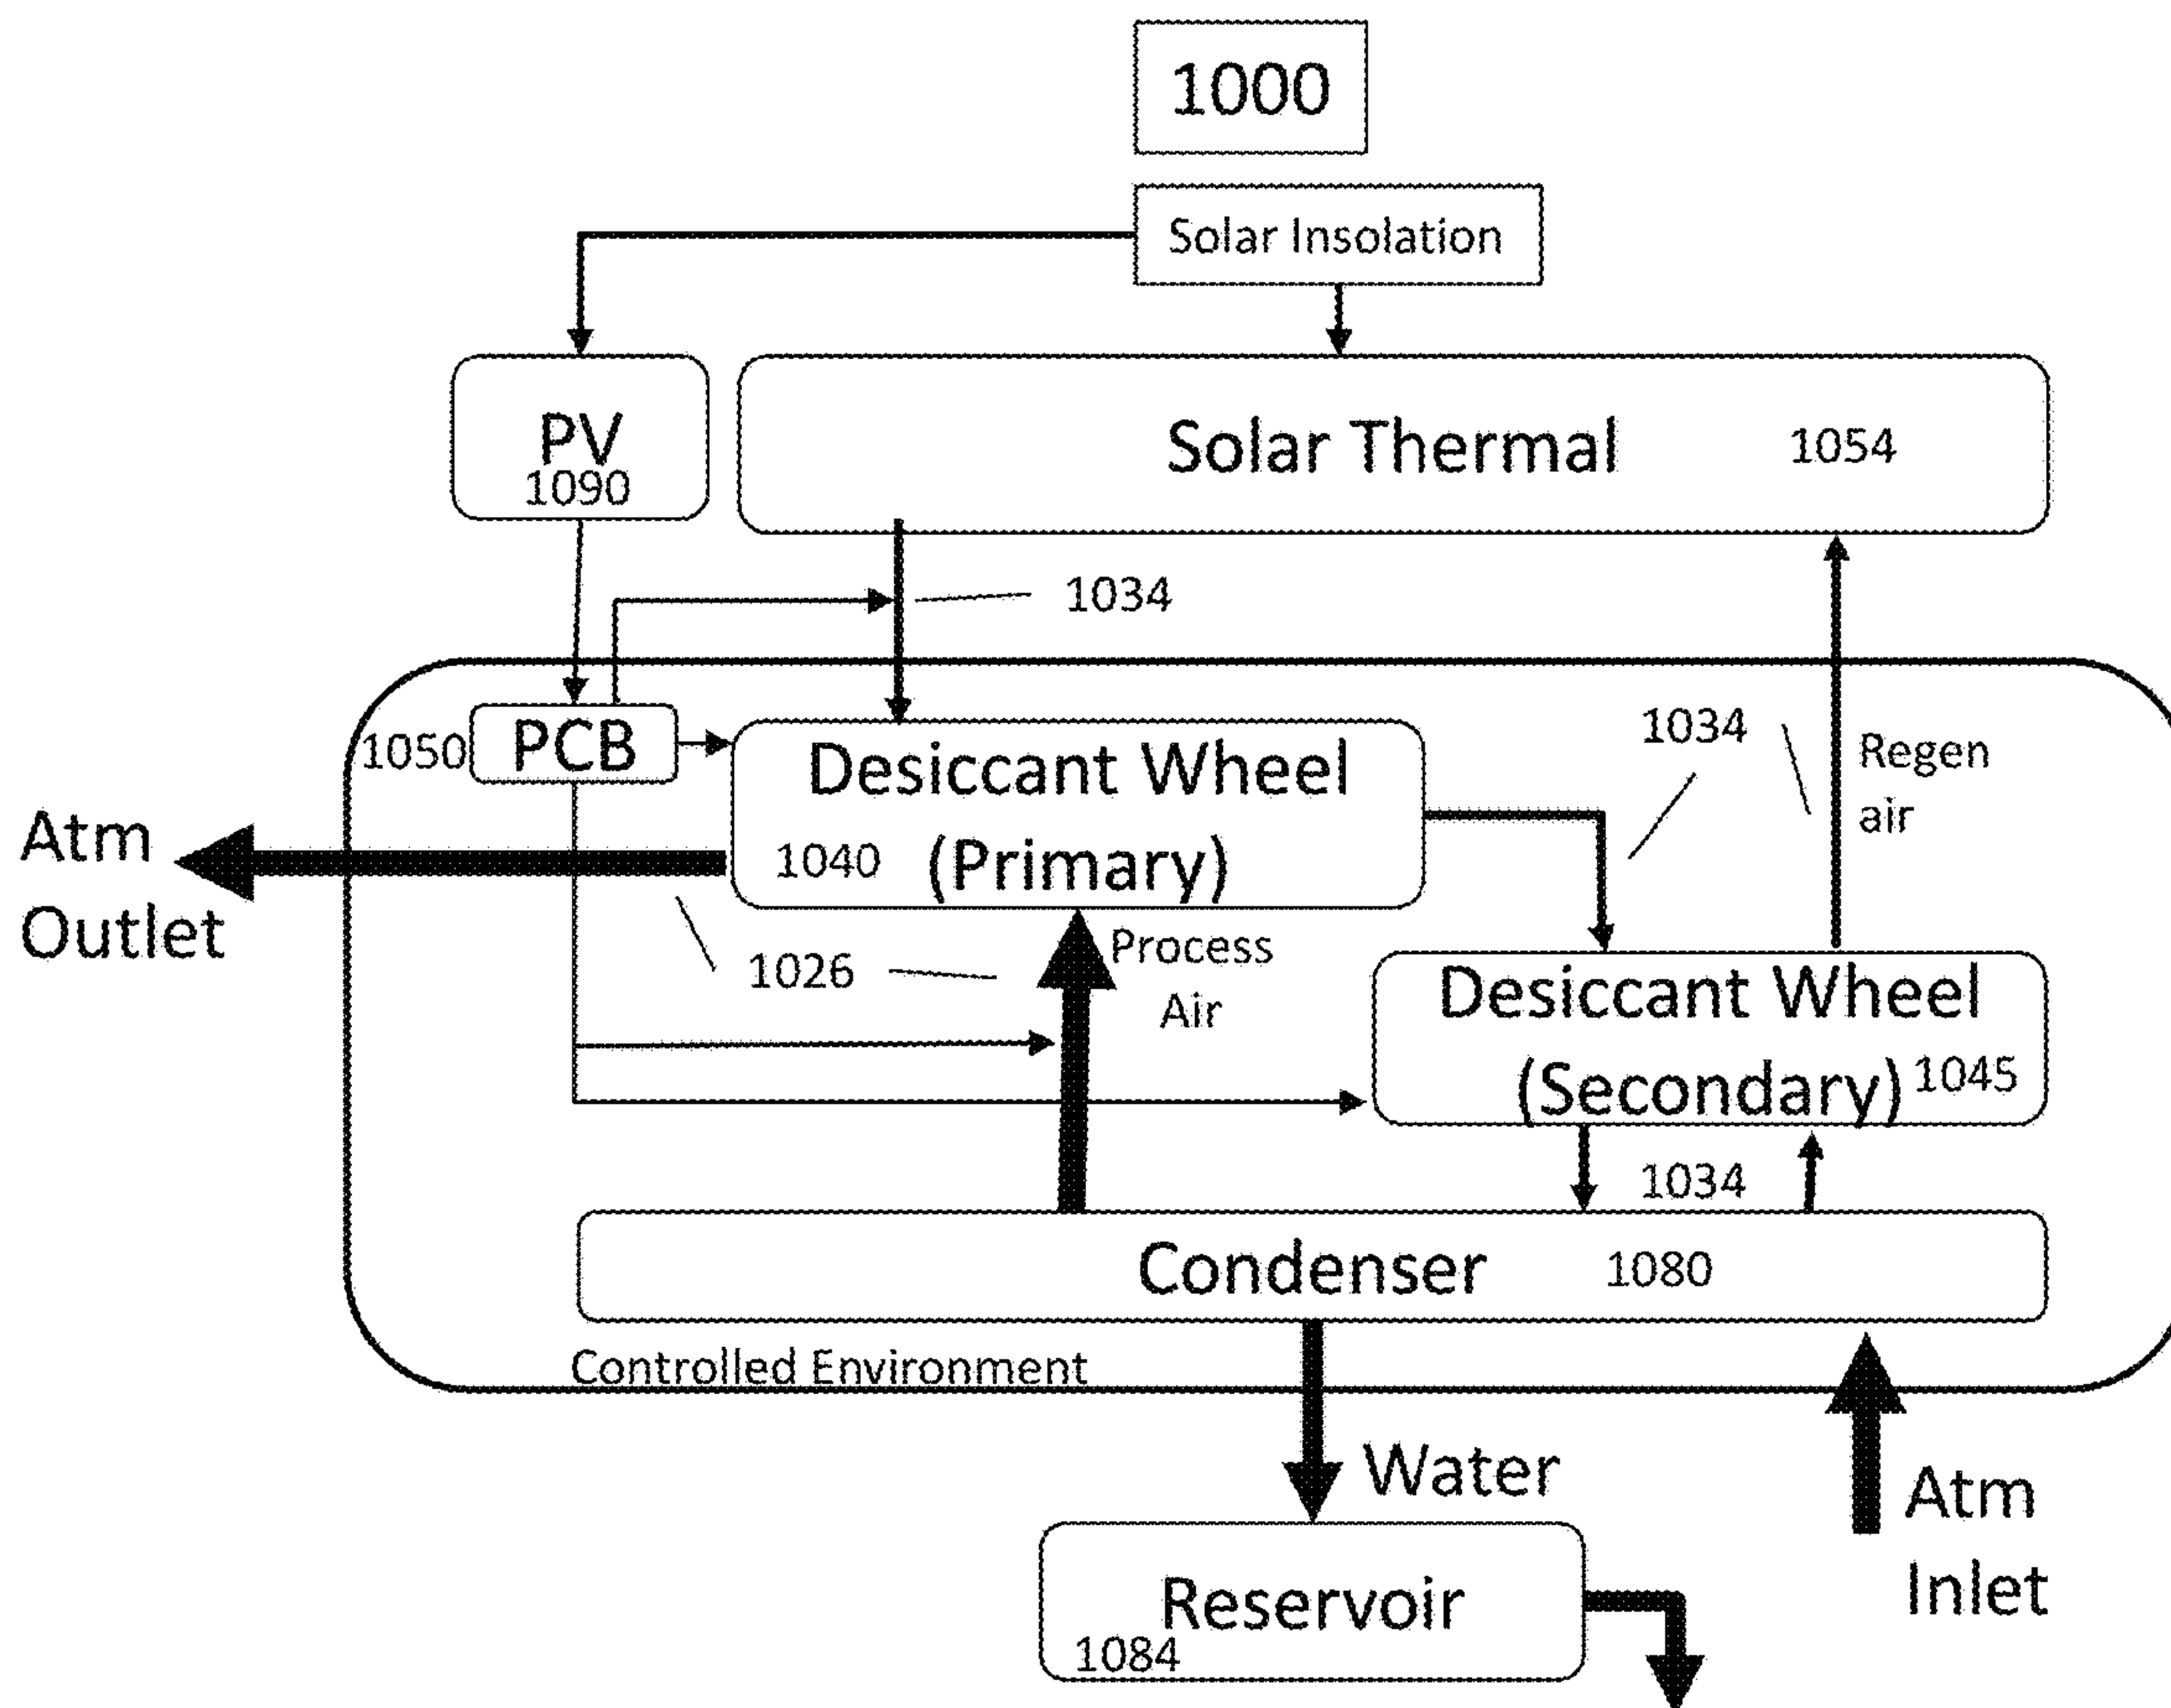 1000
Solar Insolation
PV
1090
Solar Thermal 1054
1034
1050 PCB
Desiccant Wheel
(Primary)
1040
1034
Regen
air
Atm
Outlet
1026
Process
Air
Desiccant Wheel
(Secondary) 1045
1034
Condenser 1080
Controlled Environment
Water
Atm
Inlet
Reservoir
1084